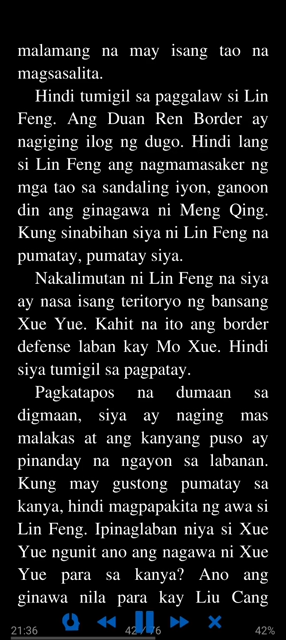 malamang na may isang tao na
magsasalita.
Hindi tumigil sa paggalaw si Lin
Feng. Ang Duan Ren Border ay
nagiging ilog ng dugo. Hindi lang
si Lin Feng ang nagmamasaker ng
mga tao sa sandaling iyon, ganoon
din ang ginagawa ni Meng Qing.
Kung sinabihan siya ni Lin Feng na
pumatay, pumatay siya.
Nakalimutan ni Lin Feng na siya
ay nasa isang teritoryo ng bansang
Xue Yue. Kahit na ito ang border
defense laban kay Mo Xue. Hindi
siya tumigil sa pagpatay.
Pagkatapos na dumaan sa
digmaan, siya ay naging mas
malakas at ang kanyang puso ay
pinanday na ngayon sa labanan.
Kung may gustong pumatay sa
kanya, hindi magpapakita ng awa si
Lin Feng. Ipinaglaban niya si Xue
Yue ngunit ano ang nagawa ni Xue
Yue para sa kanya? Ano ang
ginawa nila para kay Liu Cang
21:36 42 / 76 42%